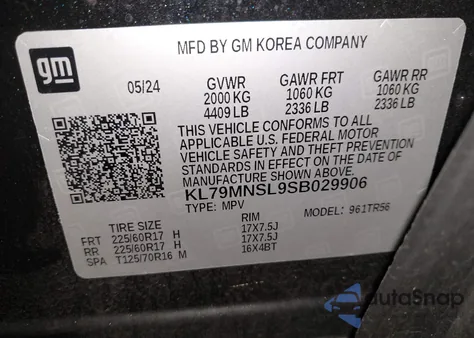 gm
MFD BY GM KOREA COMPANY
05/24 GVWR GAWR FRT GAWR RR
2000 KG 1060 KG 1060 KG
4409 LB 2336 LB 2336 LB
THIS VEHICLE CONFORMS TO ALL
APPLICABLE U.S. FEDERAL MOTOR
VEHICLE SAFETY AND THEFT PREVENTION
STANDARDS IN EFFECT ON THE DATE OF
MANUFACTURE SHOWN ABOVE.
KL79MNSL9SB029906
TYPE: MPV MODEL: 961TR56
TIRE SIZE RIM
FRT 225/60R17 H 17X7.5J
RR 225/60R17 H 17X7.5J
SPA T125/70R16 M 16X4BT
autoSnap